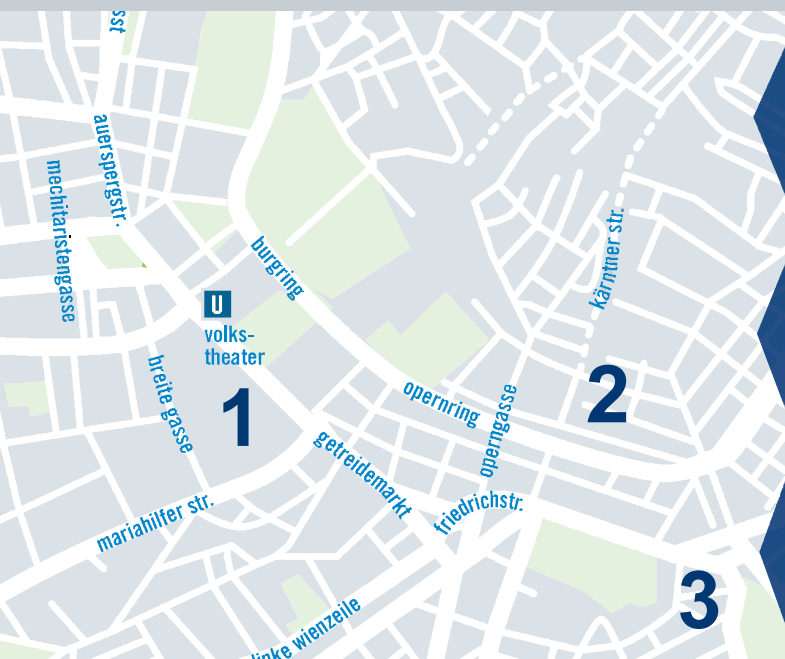 sst
auerspergstr.
mechitaristengasse
burgring
kärntner str.
U
volks-
theater
breite gasse
1
2
opernring
operngasse
getreidemarkt
friedrichstr.
mariahilfer str.
3
linke wienzeile